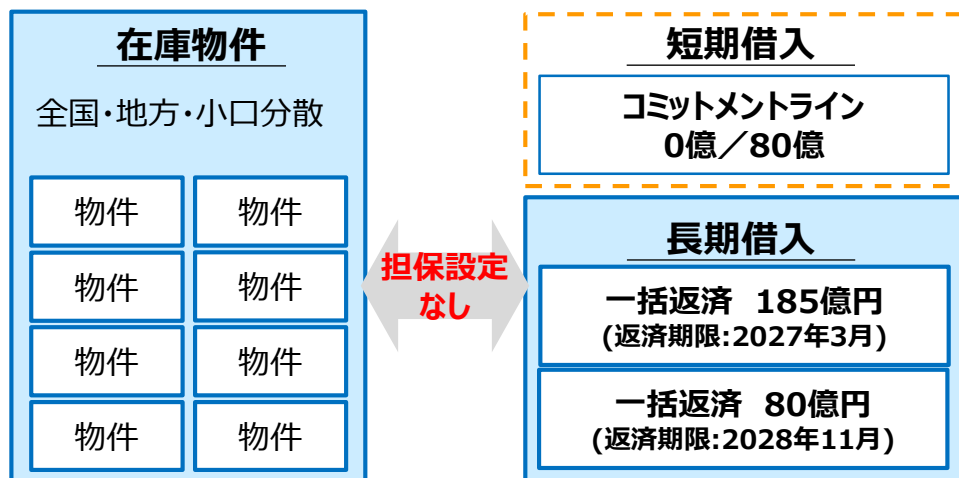 在庫物件
全国・地方・小口分散
物件 物件
物件 物件
物件 物件
物件 物件
担保設定
なし
短期借入
コミットメントライン
0億／80億
長期借入
一括返済 185億円
(返済期限:2027年3月)
一括返済 80億円
(返済期限:2028年11月)